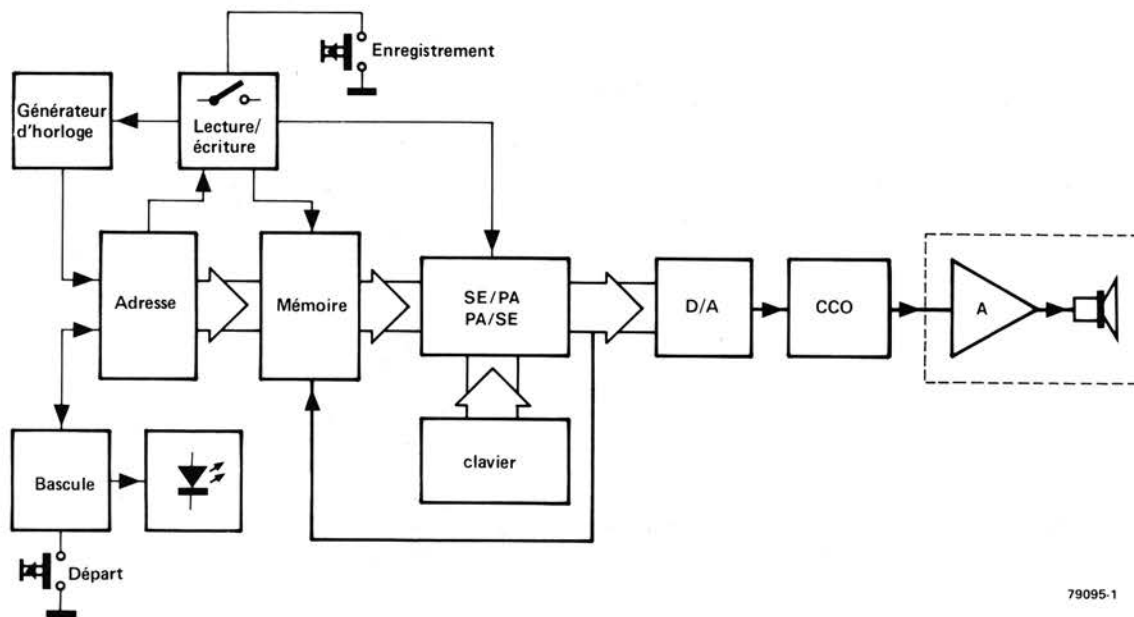 Enregistrement
Générateur
d'horloge
Lecture/
écriture
Adresse
Mémoire
SE/PA
PA/SE
D/A
CCO
A
clavier
Bascule
Départ
79095-1